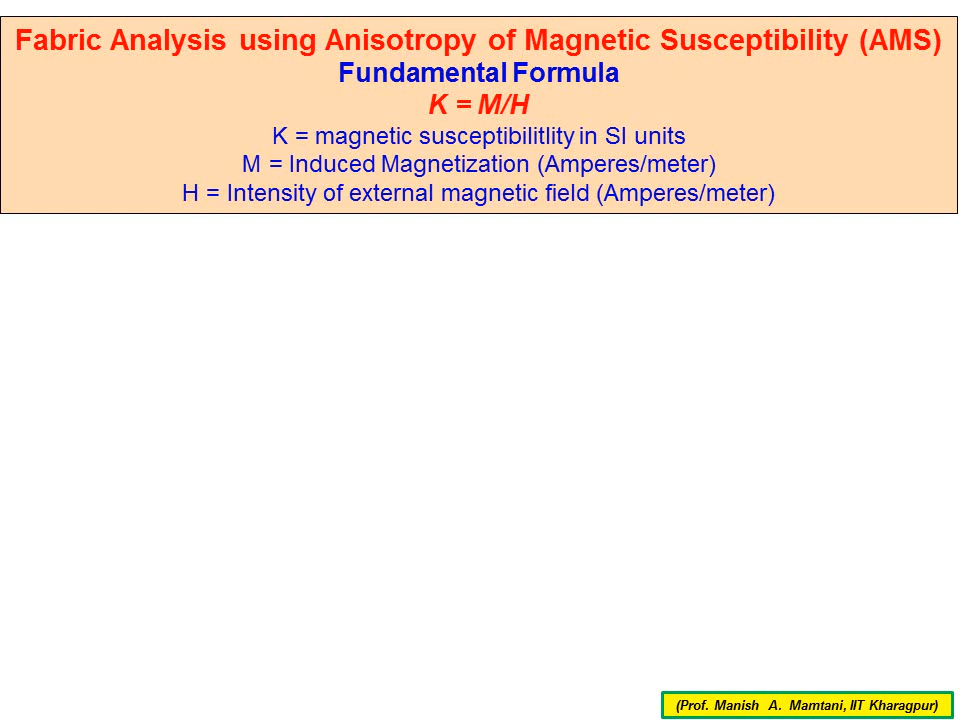 Fabric Analysis using Anisotropy of Magnetic Susceptibility (AMS)
Fundamental Formula
K = M/H
K = magnetic susceptibilitlity in SI units
M = Induced Magnetization (Amperes/meter)
H = Intensity of external magnetic field (Amperes/meter)
(Prof. Manish A. Mamtani, IIT Kharagpur)